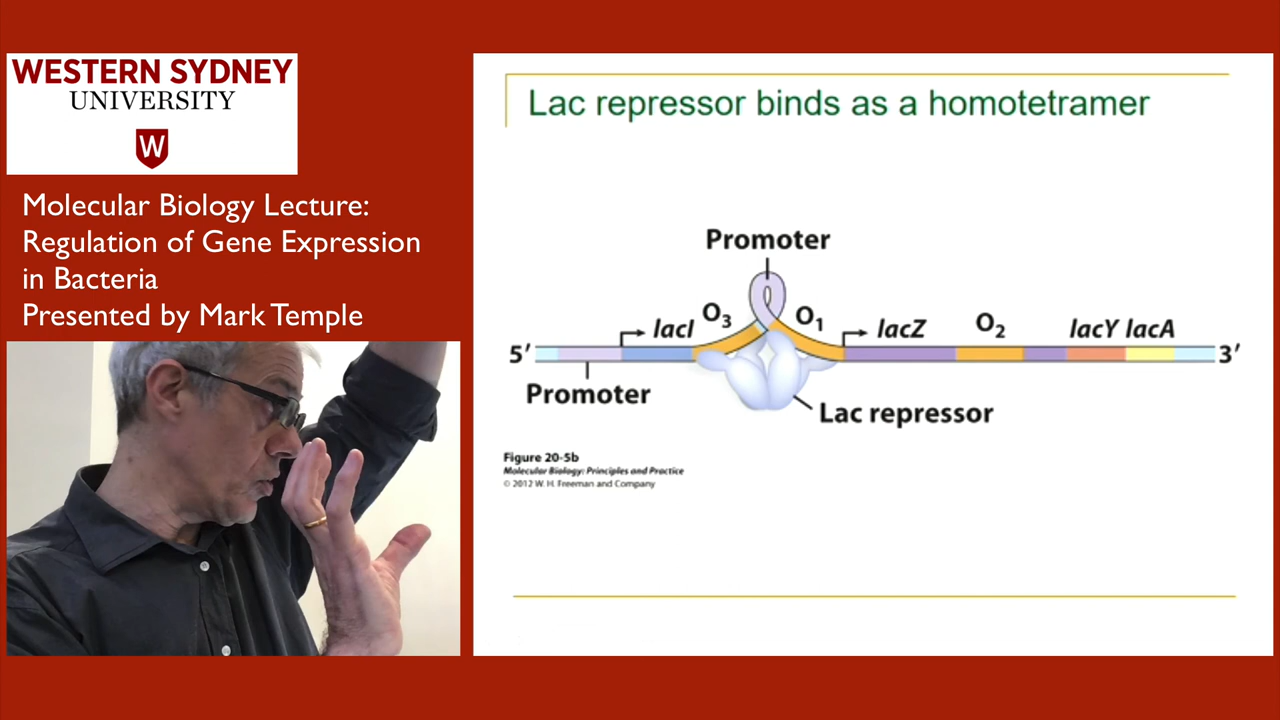 WESTERN SYDNEY
UNIVERSITY
W
Molecular Biology Lecture:
Regulation of Gene Expression
in Bacteria
Presented by Mark Temple
Lac repressor binds as a homotetramer
Promoter
lacI
O3
O1
lacZ
O2
lacY lacA
5′
3′
Promoter
Lac repressor
Figure 20-5b
Molecular Biology: Principles and Practice
© 2012 W. H. Freeman and Company